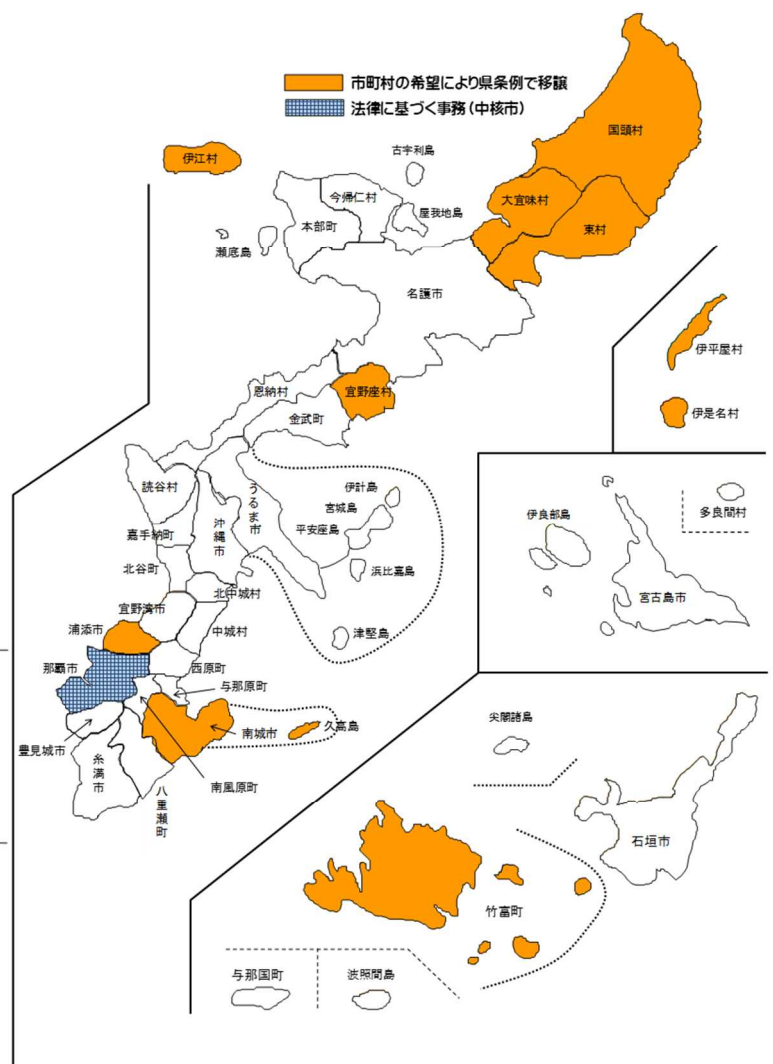 市町村の希望により県条例で移譲
法律に基づく事務（中核市）
国頭村
伊江村
古宇利島
今帰仁村
大宜味村
屋我地島
本部町
東村
瀬底島
名護市
伊平屋村
恩納村
宜野座村
伊是名村
金武町
読谷村
うるま市
伊計島
宮城島
多良間村
伊良部島
沖縄市
平安座島
嘉手納町
北谷町
浜比嘉島
北中城村
宮古島市
宜野湾市
浦添市
中城村
津堅島
那覇市
西原町
与那原町
尖閣諸島
南城市
久高島
豊見城市
糸満市
南風原町
八重瀬町
石垣市
竹富町
与那国町
波照間島